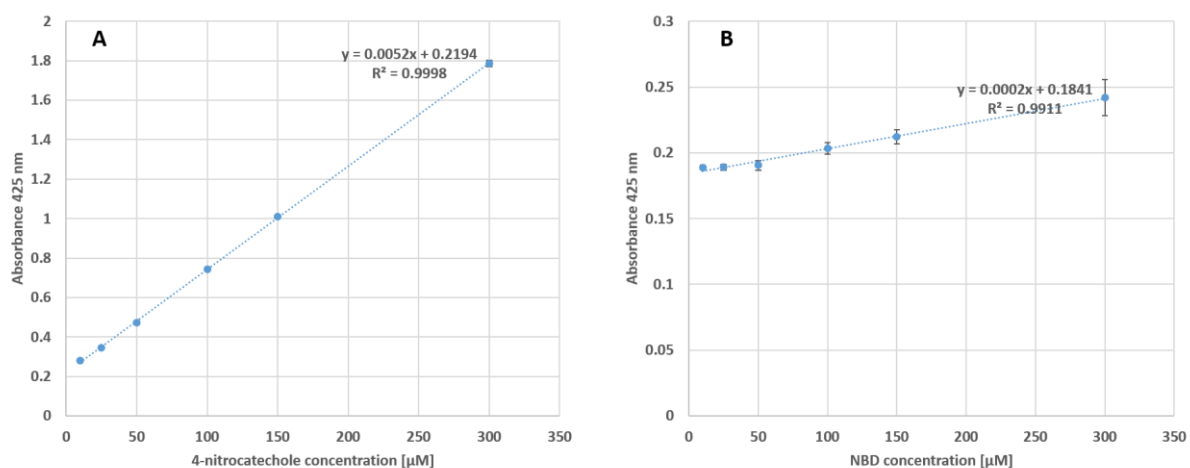 A
y = 0.0052x + 0.2194
R² = 0.9998
2
1.8
1.6
1.4
1.2
1
0.8
0.6
0.4
0.2
0
Absorbance 425 nm
0 50 100 150 200 250 300 350
4-nitrocatechole concentration [µM]
B
y = 0.0002x + 0.1841
R² = 0.9911
0.3
0.25
0.2
0.15
0.1
0.05
0
Absorbance 425 nm
0 50 100 150 200 250 300 350
NBD concentration [µM]